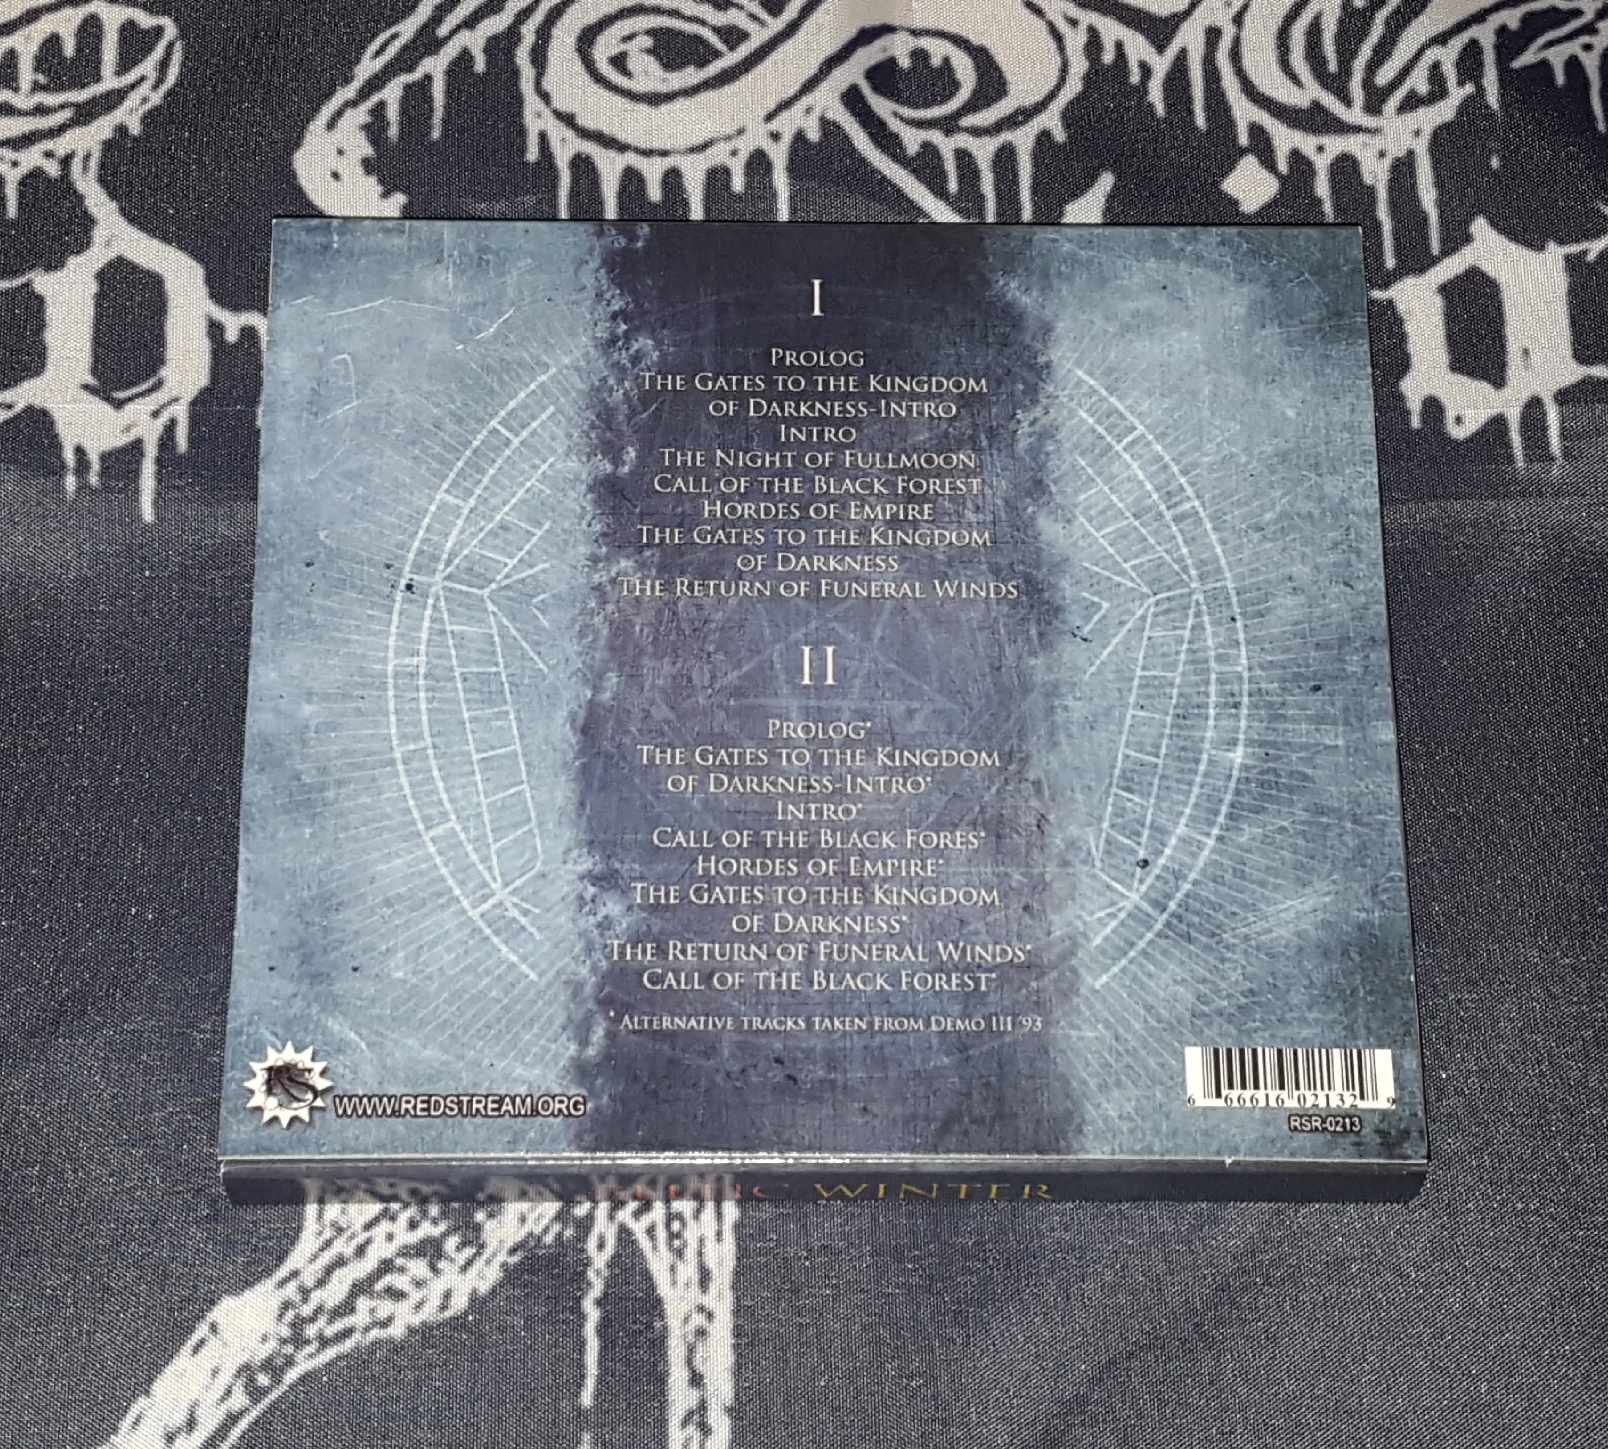 I
PROLOG
THE GATES TO THE KINGDOM
OF DARKNESS-INTRO
INTRO
THE NIGHT OF FULLMOON
CALL OF THE BLACK FOREST
HORDES OF EMPIRE
THE GATES TO THE KINGDOM
OF DARKNESS
THE RETURN OF FUNERAL WINDS
II
PROLOG*
THE GATES TO THE KINGDOM
OF DARKNESS-INTRO*
INTRO*
CALL OF THE BLACK FORES*
HORDES OF EMPIRE*
THE GATES TO THE KINGDOM
OF DARKNESS*
THE RETURN OF FUNERAL WINDS*
CALL OF THE BLACK FOREST*
* ALTERNATIVE TRACKS TAKEN FROM DEMO III '93
WWW.REDSTREAM.ORG
6 66616 02132 9
RSR-0213
WINTER